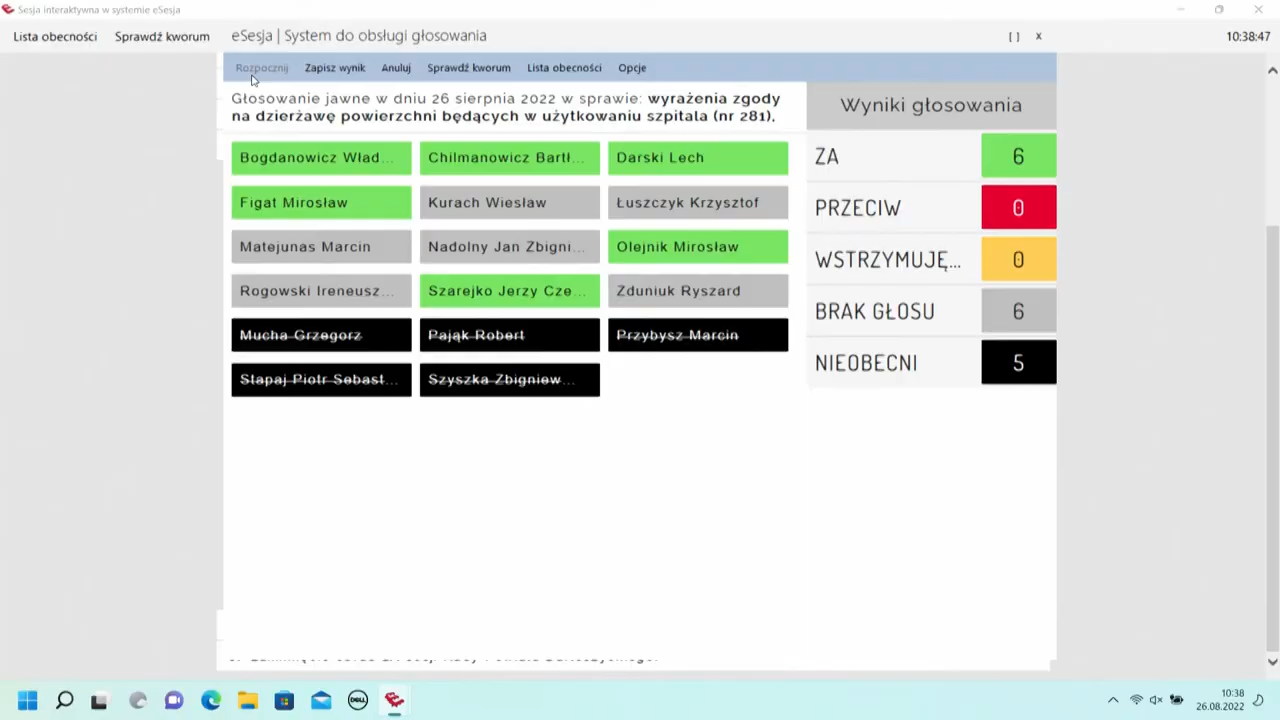 Sesja interaktywna w systemie eSesja
Lista obecności Sprawdź kworum eSesja | System do obsługi głosowania [ ] x 10:38:47
Rozpocznij Zapisz wynik Anuluj Sprawdź kworum Lista obecności Opcje
Głosowanie jawne w dniu 26 sierpnia 2022 w sprawie: wyrażenia zgody
na dzierżawę powierzchni będących w użytkowaniu szpitala (nr 281),
Wyniki głosowania
Bogdanowicz Wład... Chilmanowicz Bartł... Darski Lech
Figat Mirosław Kurach Wiesław Łuszczyk Krzysztof
Matejunas Marcin Nadolny Jan Zbigni... Olejnik Mirosław
Rogowski Ireneusz... Szarejko Jerzy Cze... Zduniuk Ryszard
Mucha Grzegorz Pająk Robert Przybysz Marcin
Stapaj Piotr Sebast... Szyszka Zbigniew...
ZA 6
PRZECIW 0
WSTRZYMUJĘ... 0
BRAK GŁOSU 6
NIEOBECNI 5
DELL
10:38
26.08.2022